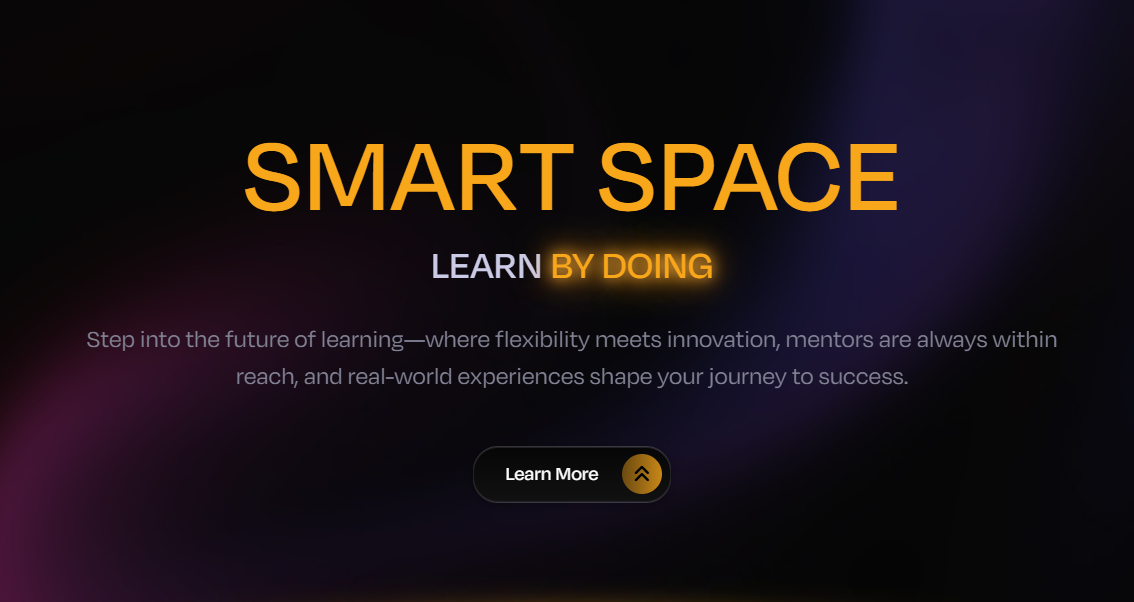 SMART SPACE
LEARN BY DOING
Step into the future of learning—where flexibility meets innovation, mentors are always within
reach, and real-world experiences shape your journey to success.
Learn More